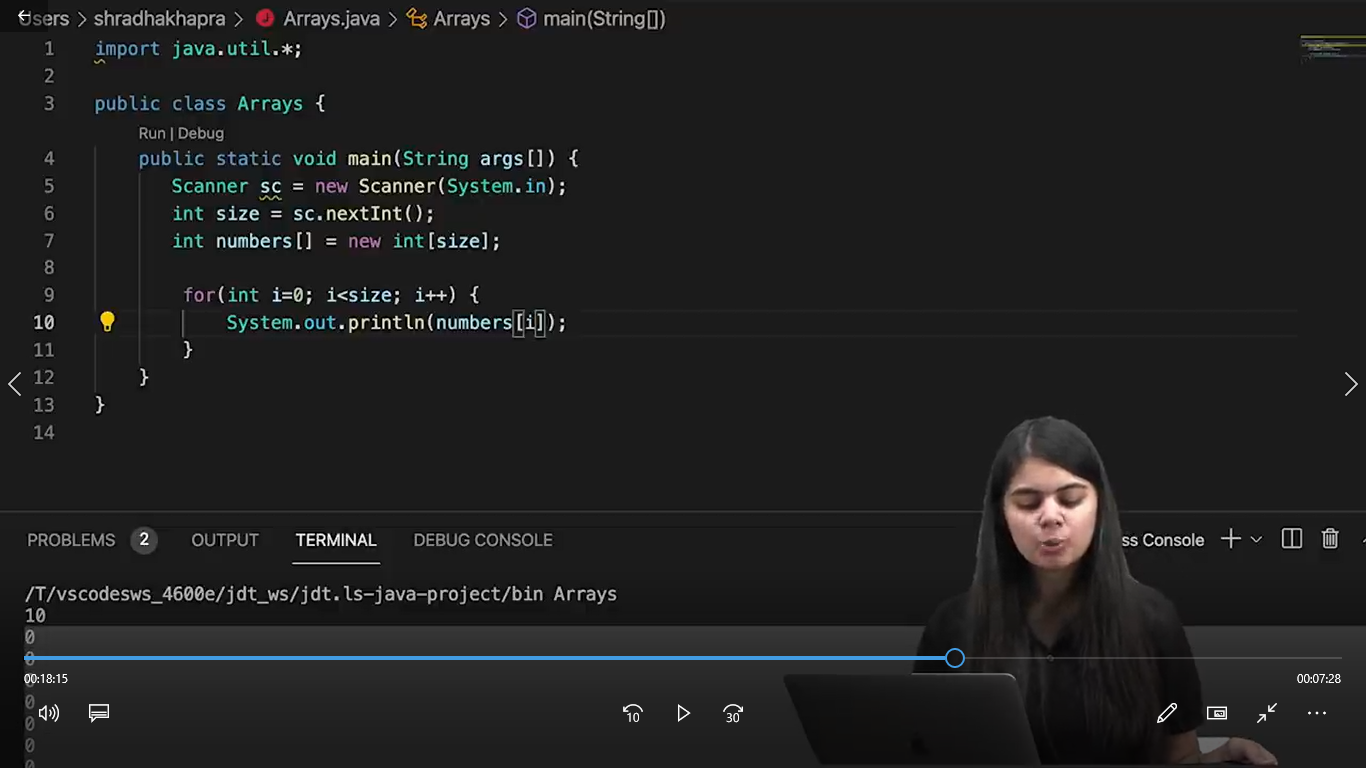 Users > shradhakhapra > Arrays.java > Arrays > main(String[])
1 import java.util.*;
2
3 public class Arrays {
Run | Debug
4 public static void main(String args[]) {
5 Scanner sc = new Scanner(System.in);
6 int size = sc.nextInt();
7 int numbers[] = new int[size];
8
9 for(int i=0; i<size; i++) {
10 System.out.println(numbers[i]);
11 }
12 }
13 }
14
PROBLEMS 2 OUTPUT TERMINAL DEBUG CONSOLE ss Console
/T/vscodesws_4600e/jdt_ws/jdt.ls-java-project/bin Arrays
10
0
0
00:18:15 00:07:28
0
10 30
0
0
0